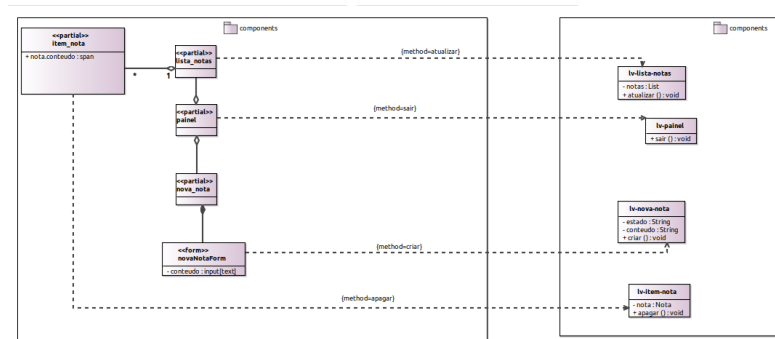 components
<<partial>>
item_nota
+ nota.conteudo : span
*
1
<<partial>>
lista_notas
{method=atualizar}
<<partial>>
painel
{method=sair}
<<partial>>
nova_nota
<<form>>
novaNotaForm
- conteudo : input[text]
{method=criar}
{method=apagar}
components
lv-lista-notas
- notas : List
+ atualizar () : void
lv-painel
+ sair () : void
lv-nova-nota
- estado : String
- conteudo : String
+ criar () : void
lv-item-nota
- nota : Nota
+ apagar () : void